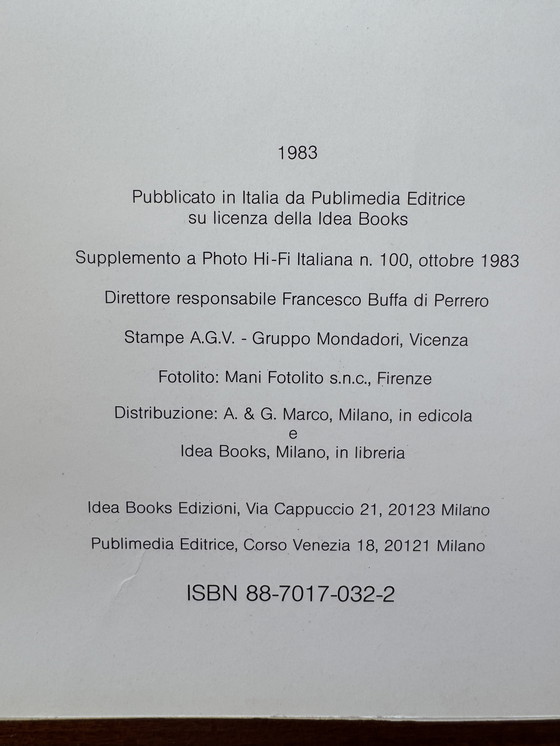 1983
Pubblicato in Italia da Publimedia Editrice
su licenza della Idea Books
Supplemento a Photo Hi-Fi Italiana n. 100, ottobre 1983
Direttore responsabile Francesco Buffa di Perrero
Stampe A.G.V. - Gruppo Mondadori, Vicenza
Fotolito: Mani Fotolito s.n.c., Firenze
Distribuzione: A. & G. Marco, Milano, in edicola
e
Idea Books, Milano, in libreria
Idea Books Edizioni, Via Cappuccio 21, 20123 Milano
Publimedia Editrice, Corso Venezia 18, 20121 Milano
ISBN 88-7017-032-2